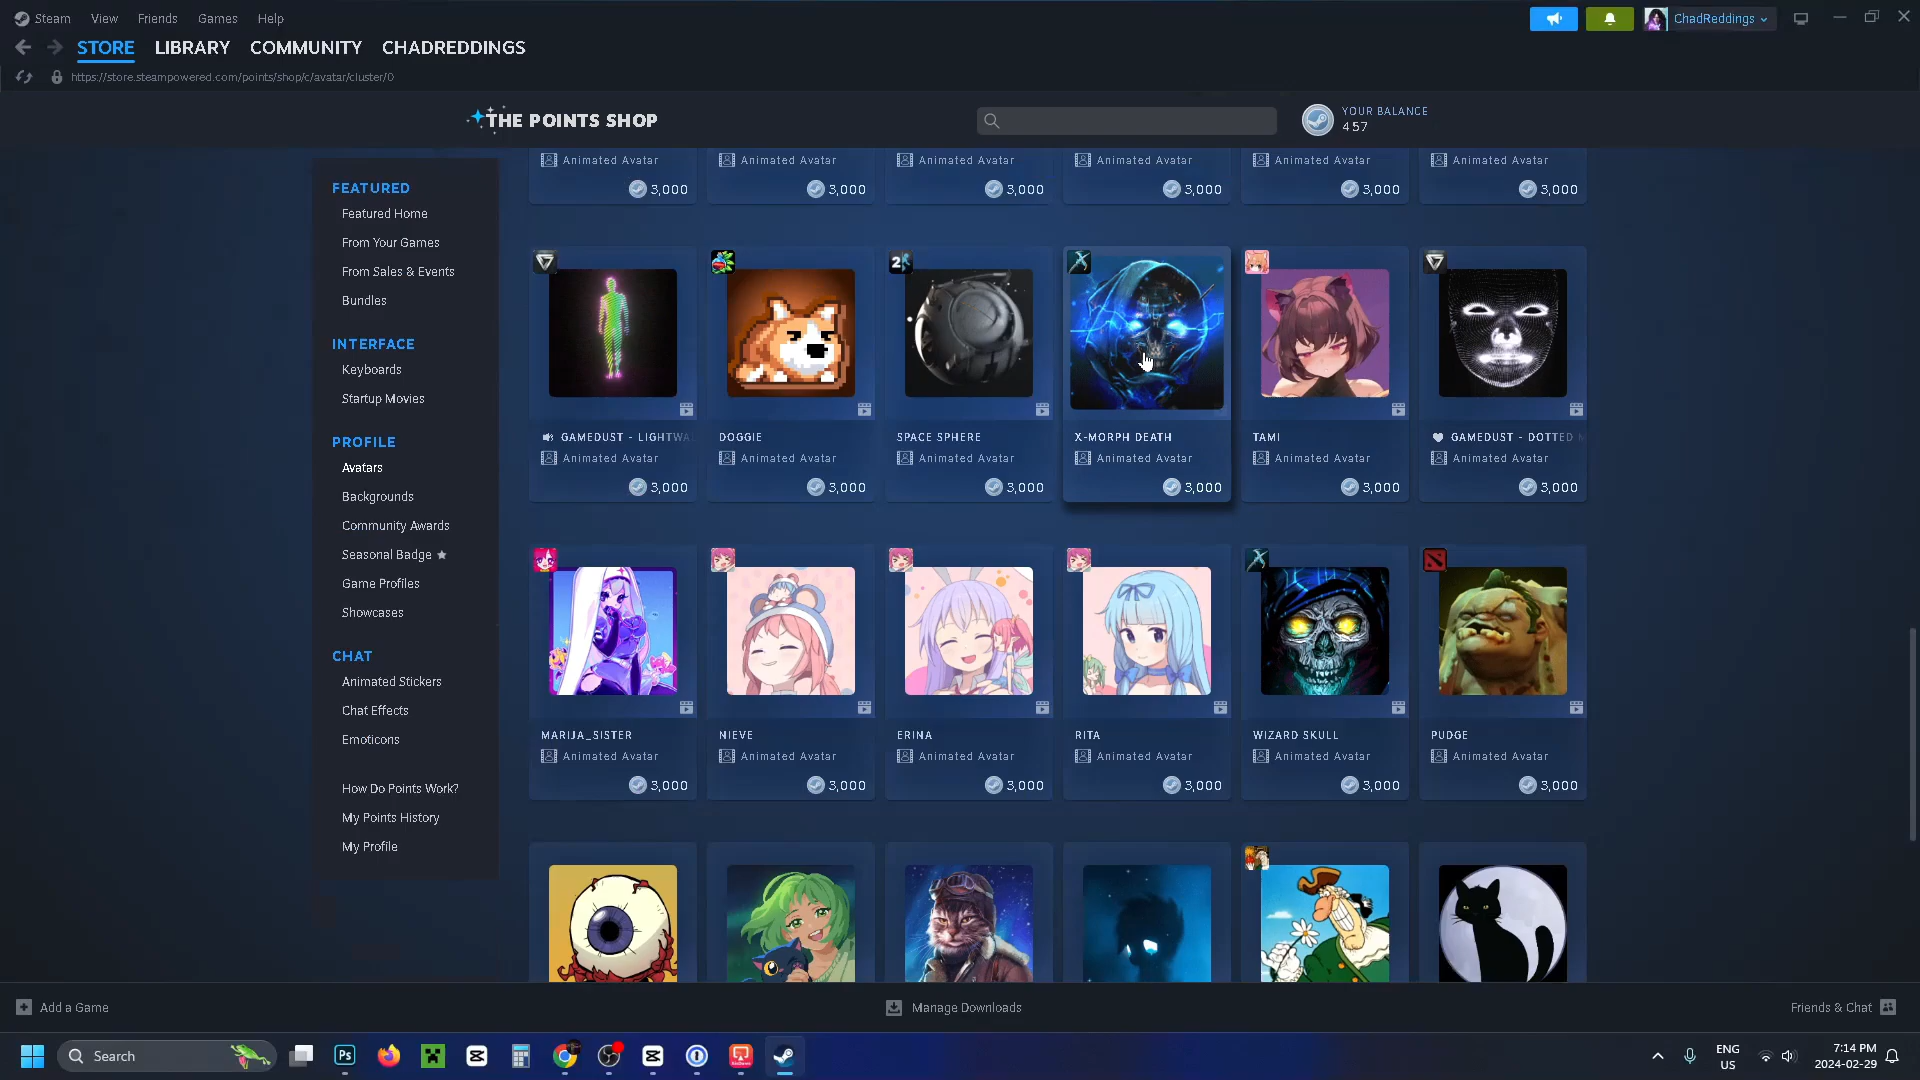 Steam View Friends Games Help
ChadReddings
STORE LIBRARY COMMUNITY CHADREDDINGS
https://store.steampowered.com/points/shop/c/avatar/cluster/0
THE POINTS SHOP
YOUR BALANCE
457
Animated Avatar Animated Avatar Animated Avatar Animated Avatar Animated Avatar Animated Avatar
3,000 3,000 3,000 3,000 3,000 3,000
FEATURED
Featured Home
From Your Games
From Sales & Events
Bundles
INTERFACE
Keyboards
Startup Movies
PROFILE
Avatars
Backgrounds
Community Awards
Seasonal Badge
Game Profiles
Showcases
CHAT
Animated Stickers
Chat Effects
Emoticons
How Do Points Work?
My Points History
My Profile
2
GAMEDUST - LIGHTWA DOGGIE SPACE SPHERE X-MORPH DEATH TAMI GAMEDUST - DOTTED
Animated Avatar Animated Avatar Animated Avatar Animated Avatar Animated Avatar Animated Avatar
3,000 3,000 3,000 3,000 3,000 3,000
MARIJA_SISTER NIEVE ERINA RITA WIZARD SKULL PUDGE
Animated Avatar Animated Avatar Animated Avatar Animated Avatar Animated Avatar Animated Avatar
3,000 3,000 3,000 3,000 3,000 3,000
Add a Game Manage Downloads Friends & Chat
Search
Ps
ENG
US
7:14 PM
2024-02-29